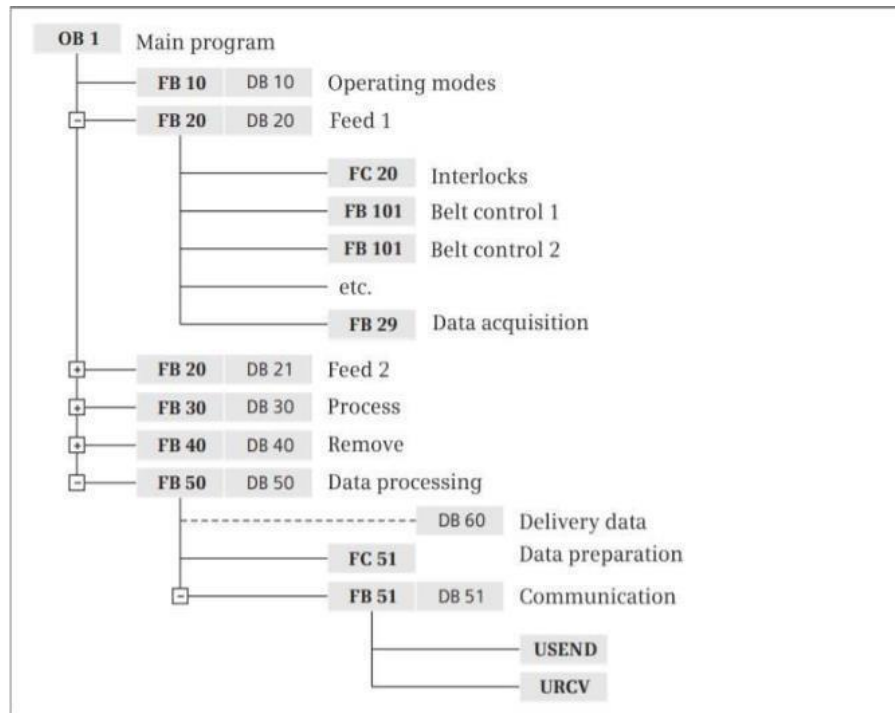 OB 1 Main program
FB 10 DB 10 Operating modes
FB 20 DB 20 Feed 1
FC 20 Interlocks
FB 101 Belt control 1
FB 101 Belt control 2
etc.
FB 29 Data acquisition
FB 20 DB 21 Feed 2
FB 30 DB 30 Process
FB 40 DB 40 Remove
FB 50 DB 50 Data processing
DB 60 Delivery data
FC 51 Data preparation
FB 51 DB 51 Communication
USEND
URCV